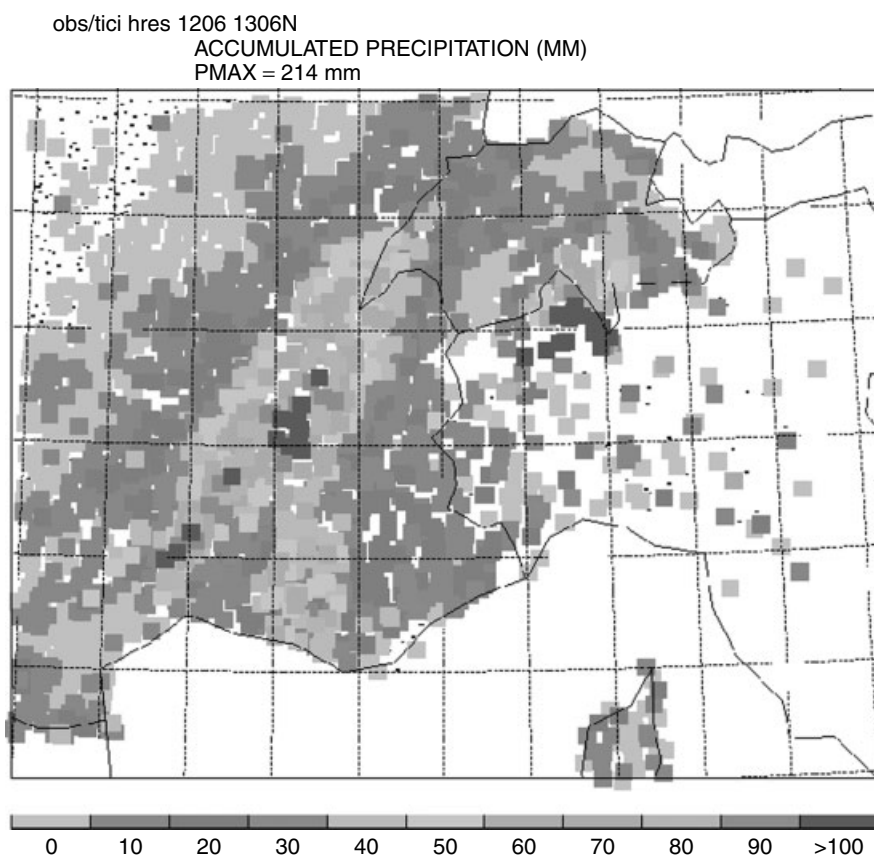 obs/tici hres 1206 1306N
ACCUMULATED PRECIPITATION (MM)
PMAX = 214 mm
0 10 20 30 40 50 60 70 80 90 >100